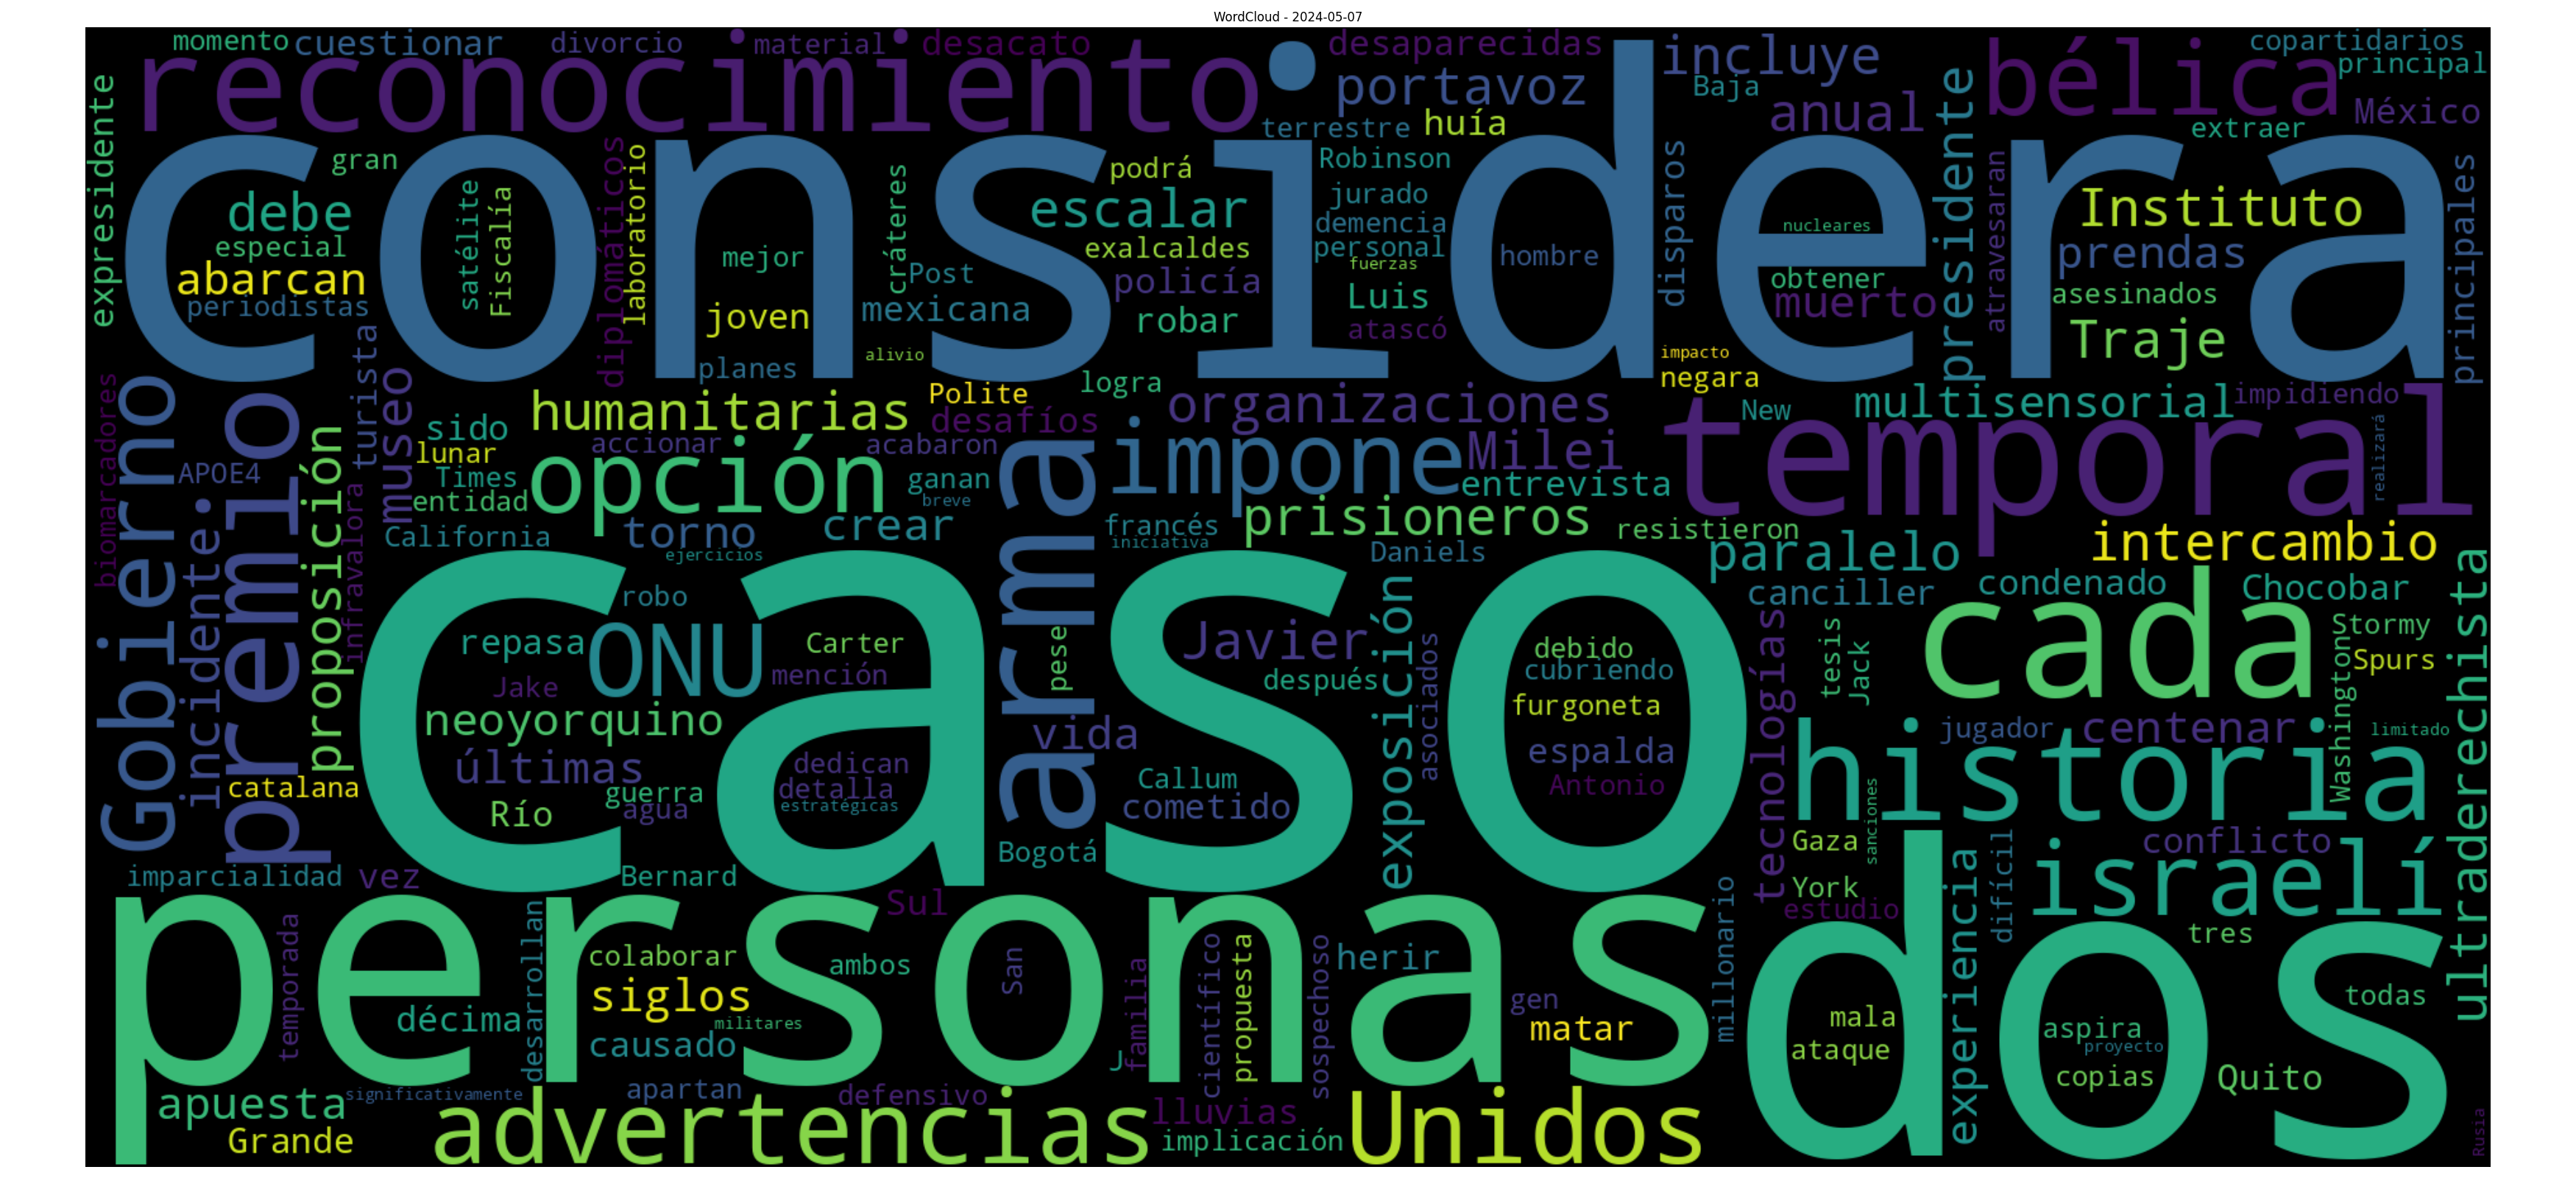 WordCloud - 2024-05-07
momento
cuestionar
divorcio
material
desacato
desaparecidas
incluye
copartidarios
principal
reconocimiento
portavoz
Baja
bélica
México
anual
expresidente
terrestre
huía
extraer
considera
gran
diplomáticos
laboratorio
podrá
Robinson
disparos
presidente
atravesaran
principales
debe
satélite
Fiscalía
cráteres
escalar
jurado
demencia
nucleares
Instituto
especial
mejor
exalcaldes
personal
hombre
prendas
abarcan
Post
policía
fuerzas
obtener
periodistas
joven
mexicana
Luis
muerto
asesinados
robar
atascó
Traje
turista
planes
alivio
impacto
logra
negara
biomarcadores
Gobierno
premio
museo
humanitarias
Polite
organizaciones
New
multisensorial
impidiendo
proposición
sido
desafíos
temporal
lunar
accionar
acabaron
arma
impone
Milei
realizará
APOE4
Times
opción
ganan
entrevista
entidad
breve
infravalora
incidente
California
torno
crear
francés
prisioneros
resistieron
intercambio
ejercicios
iniciativa
Daniels
paralelo
caso
robo
exposición
canciller
condenado
Chocobar
ultraderechista
repasa
ONU
Carter
pese
Javier
debido
tecnologías
tesis
Jack
cada
Stormy
Jake
mención
después
asociados
cubriendo
Spurs
neoyorquino
vida
furgoneta
Washington
historia
jugador
centenar
limitado
últimas
dedican
espalda
catalana
guerra
detalla
Callum
Antonio
Río
agua
estratégicas
cometido
sanciones
Bogotá
Gaza
difícil
conflicto
imparcialidad
vez
Bernard
York
israelí
personas
Sul
millonario
estudio
experiencia
dos
temporada
desarrollan
colaborar
ambos
San
familia
científico
propuesta
sospechoso
herir
tres
siglos
gen
todas
décima
militares
matar
mala
aspira
causado
J
ataque
proyecto
apuesta
significativamente
apartan
defensivo
copias
Quito
Grande
advertencias
lluvias
implicación
Unidos
Rusia